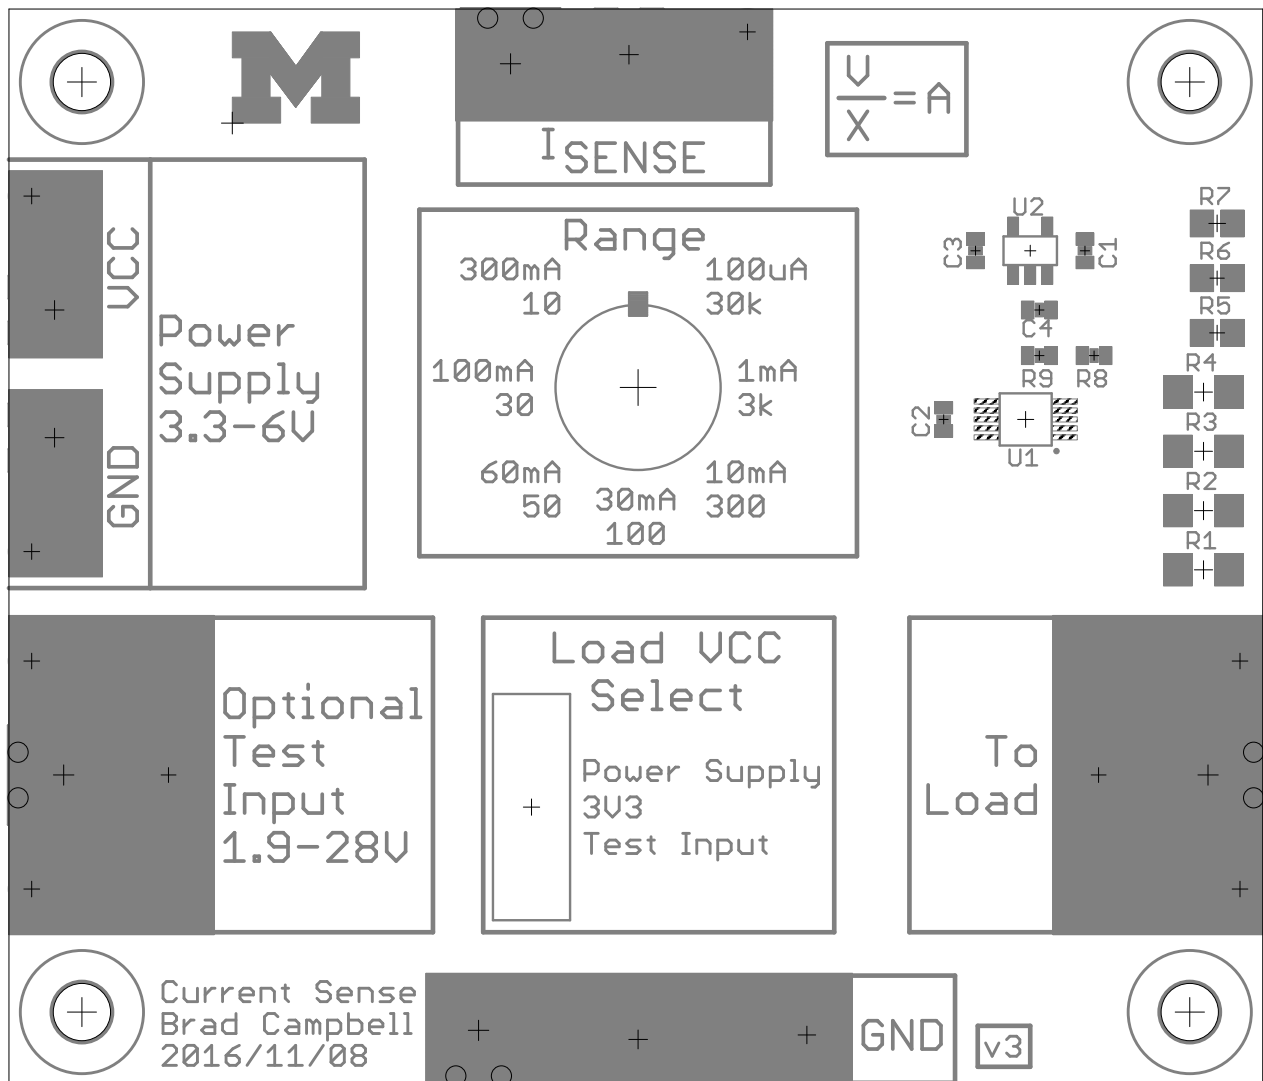 M
V
X
=A
ISENSE
VCC
GND
Power
Supply
3.3-6V
Range
300mA
10
100uA
30k
100mA
30
1mA
3k
60mA
50
30mA
100
10mA
300
U2
C3
C1
C4
R9
R8
C2
U1
R7
R6
R5
R4
R3
R2
R1
Optional
Test
Input
1.9-28V
Load VCC
Select
Power Supply
3V3
Test Input
To
Load
Current Sense
Brad Campbell
2016/11/08
GND
v3